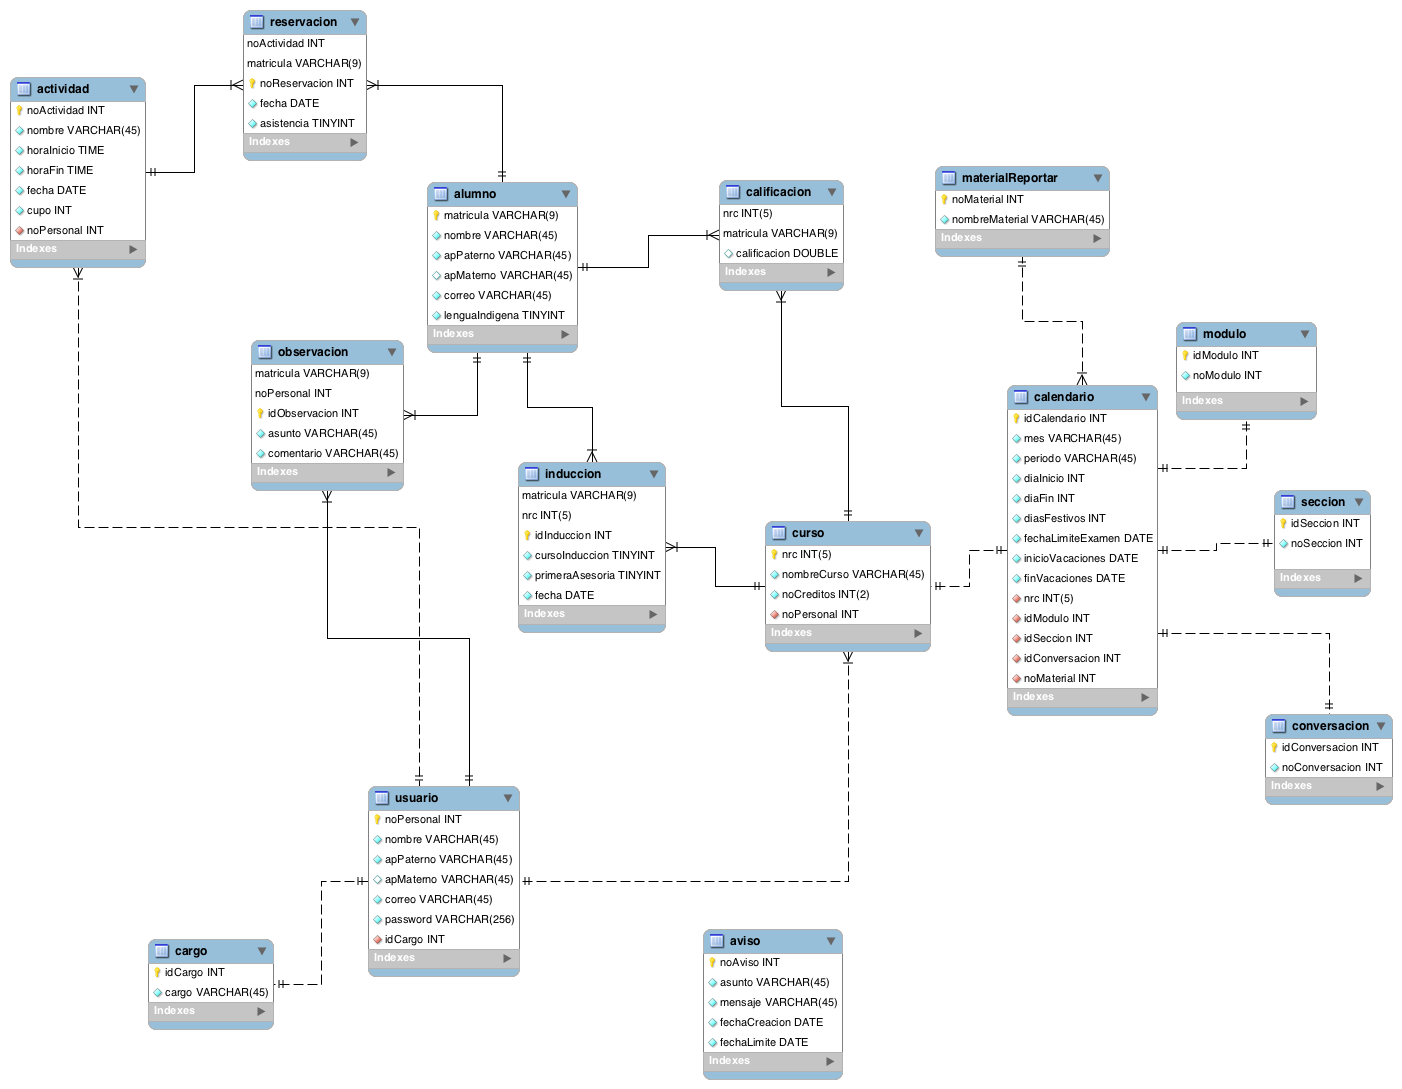 reservacion
noActividad INT
matricula VARCHAR(9)
noReservacion INT
fecha DATE
asistencia TINYINT
Indexes
actividad
noActividad INT
nombre VARCHAR(45)
horaInicio TIME
horaFin TIME
fecha DATE
cupo INT
noPersonal INT
Indexes
alumno
matricula VARCHAR(9)
nombre VARCHAR(45)
apPaterno VARCHAR(45)
apMaterno VARCHAR(45)
correo VARCHAR(45)
lenguaIndigena TINYINT
Indexes
calificacion
nrc INT(5)
matricula VARCHAR(9)
calificacion DOUBLE
Indexes
materialReportar
noMaterial INT
nombreMaterial VARCHAR(45)
Indexes
modulo
idModulo INT
noModulo INT
Indexes
observacion
matricula VARCHAR(9)
noPersonal INT
idObservacion INT
asunto VARCHAR(45)
comentario VARCHAR(45)
Indexes
calendario
idCalendario INT
mes VARCHAR(45)
periodo VARCHAR(45)
diaInicio INT
diaFin INT
diasFestivos INT
fechaLimiteExamen DATE
inicioVacaciones DATE
finVacaciones DATE
nrc INT(5)
idModulo INT
idSeccion INT
idConversacion INT
noMaterial INT
Indexes
induccion
matricula VARCHAR(9)
nrc INT(5)
idInduccion INT
cursoInduccion TINYINT
primeraAsesoria TINYINT
fecha DATE
Indexes
seccion
idSeccion INT
noSeccion INT
Indexes
curso
nrc INT(5)
nombreCurso VARCHAR(45)
noCreditos INT(2)
noPersonal INT
Indexes
conversacion
idConversacion INT
noConversacion INT
Indexes
usuario
noPersonal INT
nombre VARCHAR(45)
apPaterno VARCHAR(45)
apMaterno VARCHAR(45)
correo VARCHAR(45)
password VARCHAR(256)
idCargo INT
Indexes
cargo
idCargo INT
cargo VARCHAR(45)
Indexes
aviso
noAviso INT
asunto VARCHAR(45)
mensaje VARCHAR(45)
fechaCreacion DATE
fechaLimite DATE
Indexes